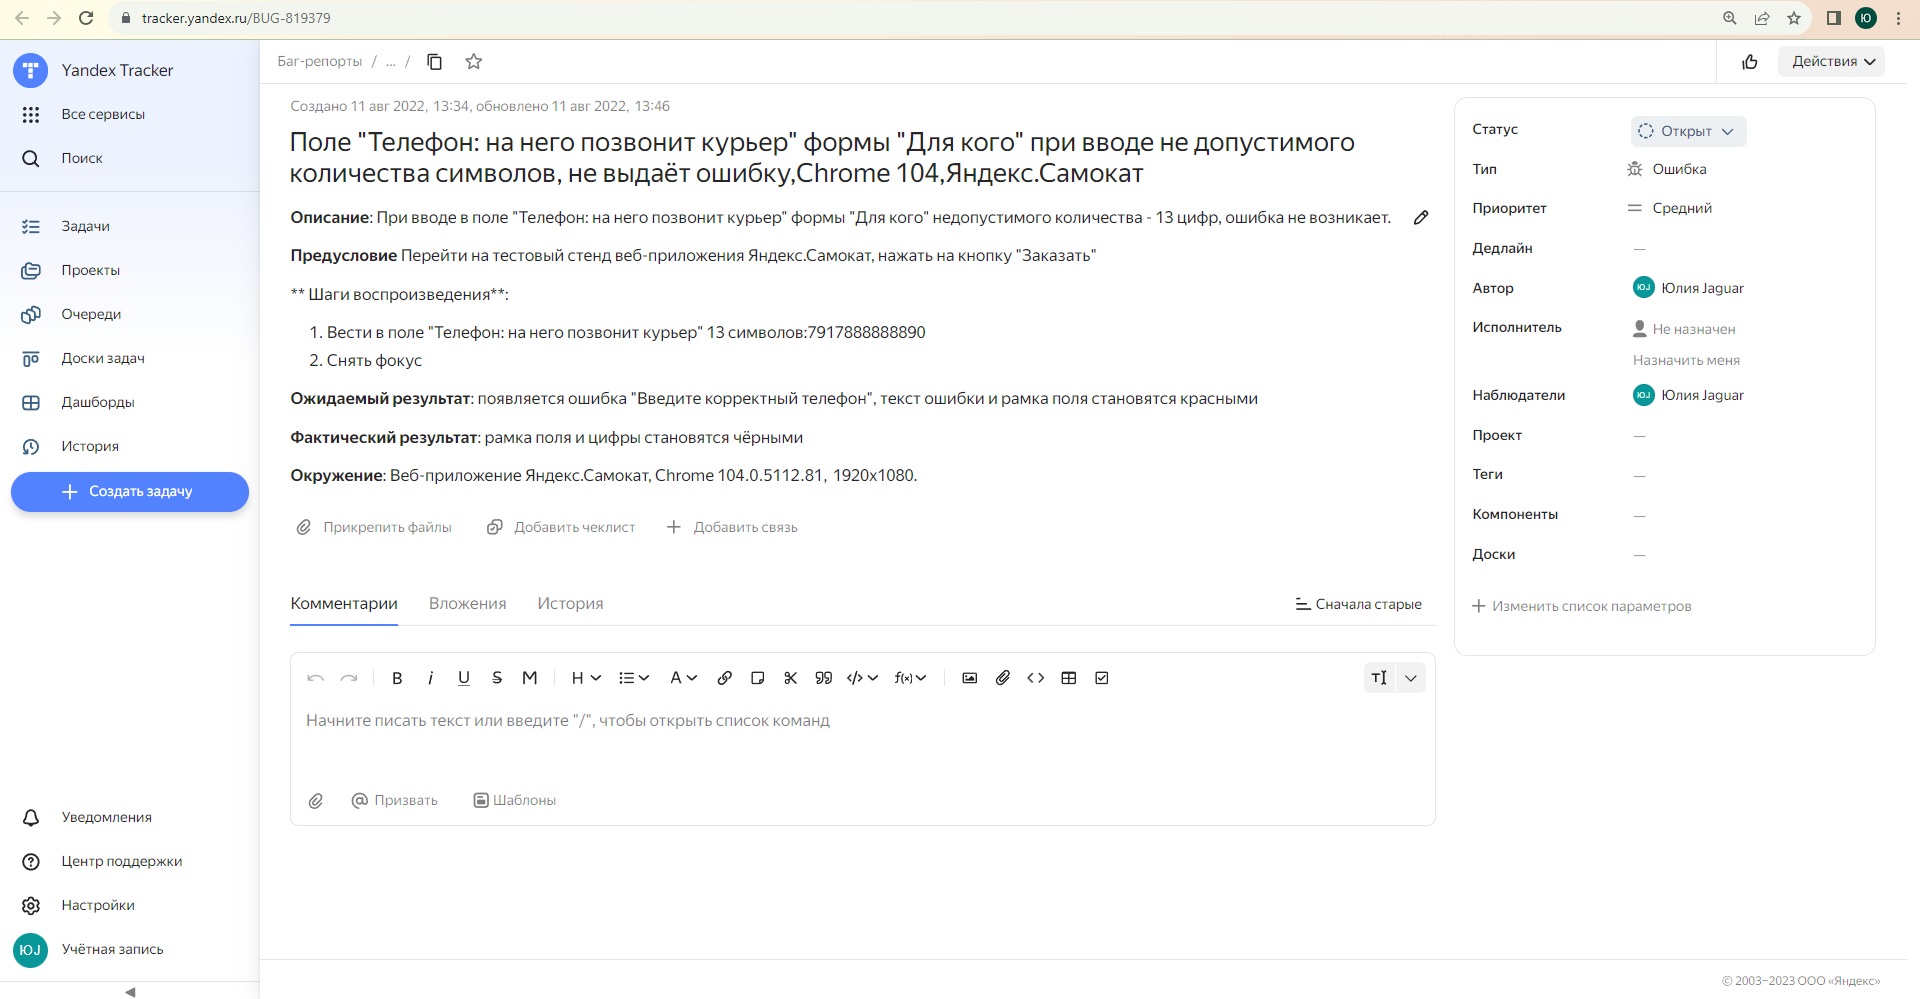 tracker.yandex.ru/BUG-819379
Ю
Yandex Tracker
Все сервисы
Поиск
Задачи
Проекты
Очереди
Доски задач
Дашборды
История
Создать задачу
Уведомления
Центр поддержки
Настройки
ЮJ Учётная запись
Баг-репорты / ... /
Действия
Создано 11 авг 2022, 13:34, обновлено 11 авг 2022, 13:46
Поле "Телефон: на него позвонит курьер" формы "Для кого" при вводе не допустимого
количества символов, не выдаёт ошибку,Chrome 104,Яндекс.Самокат
Описание: При вводе в поле "Телефон: на него позвонит курьер" формы "Для кого" недопустимого количества - 13 цифр, ошибка не возникает.
Предусловие Перейти на тестовый стенд веб-приложения Яндекс.Самокат, нажать на кнопку "Заказать"
** Шаги воспроизведения**:
1. Вести в поле "Телефон: на него позвонит курьер" 13 символов:7917888888890
2. Снять фокус
Ожидаемый результат: появляется ошибка "Введите корректный телефон", текст ошибки и рамка поля становятся красными
Фактический результат: рамка поля и цифры становятся чёрными
Окружение: Веб-приложение Яндекс.Самокат, Chrome 104.0.5112.81, 1920x1080.
Прикрепить файлы Добавить чеклист Добавить связь
Комментарии Вложения История Сначала старые
B i U S M H A f(x) TI
Начните писать текст или введите "/", чтобы открыть список команд
Призвать Шаблоны
Статус Открыт
Тип Ошибка
Приоритет Средний
Дедлайн —
Автор ЮJ Юлия Jaguar
Исполнитель Не назначен
Назначить меня
Наблюдатели ЮJ Юлия Jaguar
Проект —
Теги —
Компоненты —
Доски —
Изменить список параметров
© 2003–2023 ООО «Яндекс»